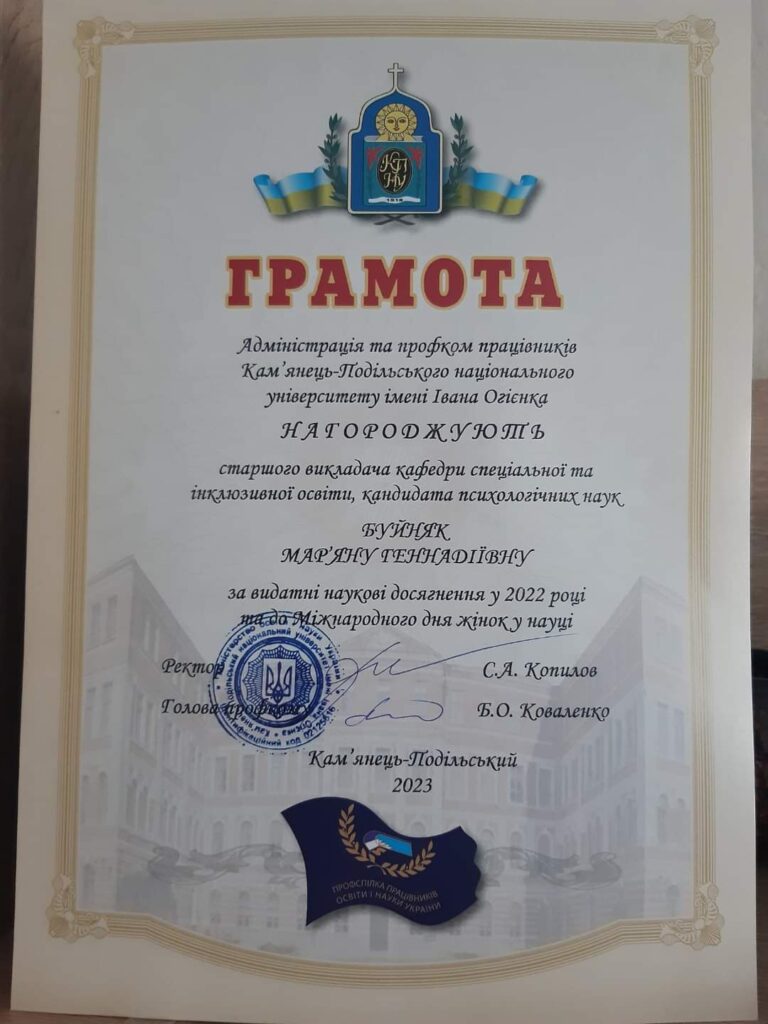 КПНУ
1918
ГРАМОТА
Адміністрація та профком працівників
Кам’янець-Подільського національного
університету імені Івана Огієнка
НАГОРОДЖУЮТЬ
старшого викладача кафедри спеціальної та
інклюзивної освіти, кандидата психологічних наук
БУЙНЯК
МАР’ЯНУ ГЕННАДІЇВНУ
за видатні наукові досягнення у 2022 році
та до Міжнародного дня жінок у науці
Ректор С.А. Копилов
Голова профкому Б.О. Коваленко
Кам’янець-Подільський
2023
ПРОФСПІЛКА ПРАЦІВНИКІВ
ОСВІТИ І НАУКИ УКРАЇНИ